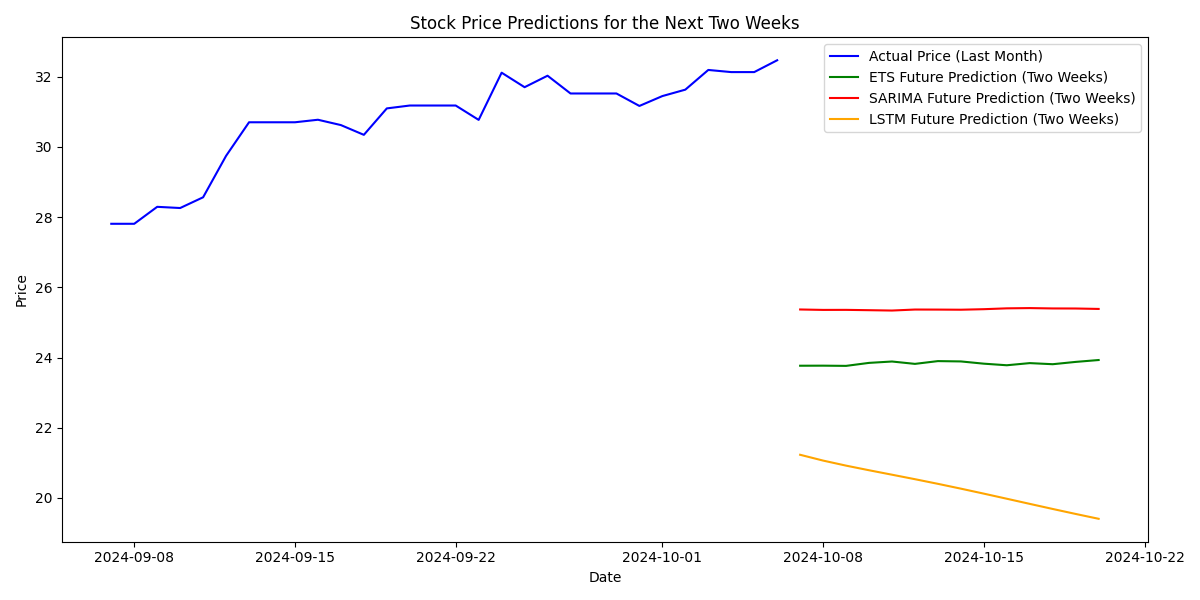 Stock Price Predictions for the Next Two Weeks
Actual Price (Last Month)
ETS Future Prediction (Two Weeks)
SARIMA Future Prediction (Two Weeks)
LSTM Future Prediction (Two Weeks)
Price
32
30
28
26
24
22
20
2024-09-08
2024-09-15
2024-09-22
2024-10-01
2024-10-08
2024-10-15
2024-10-22
Date